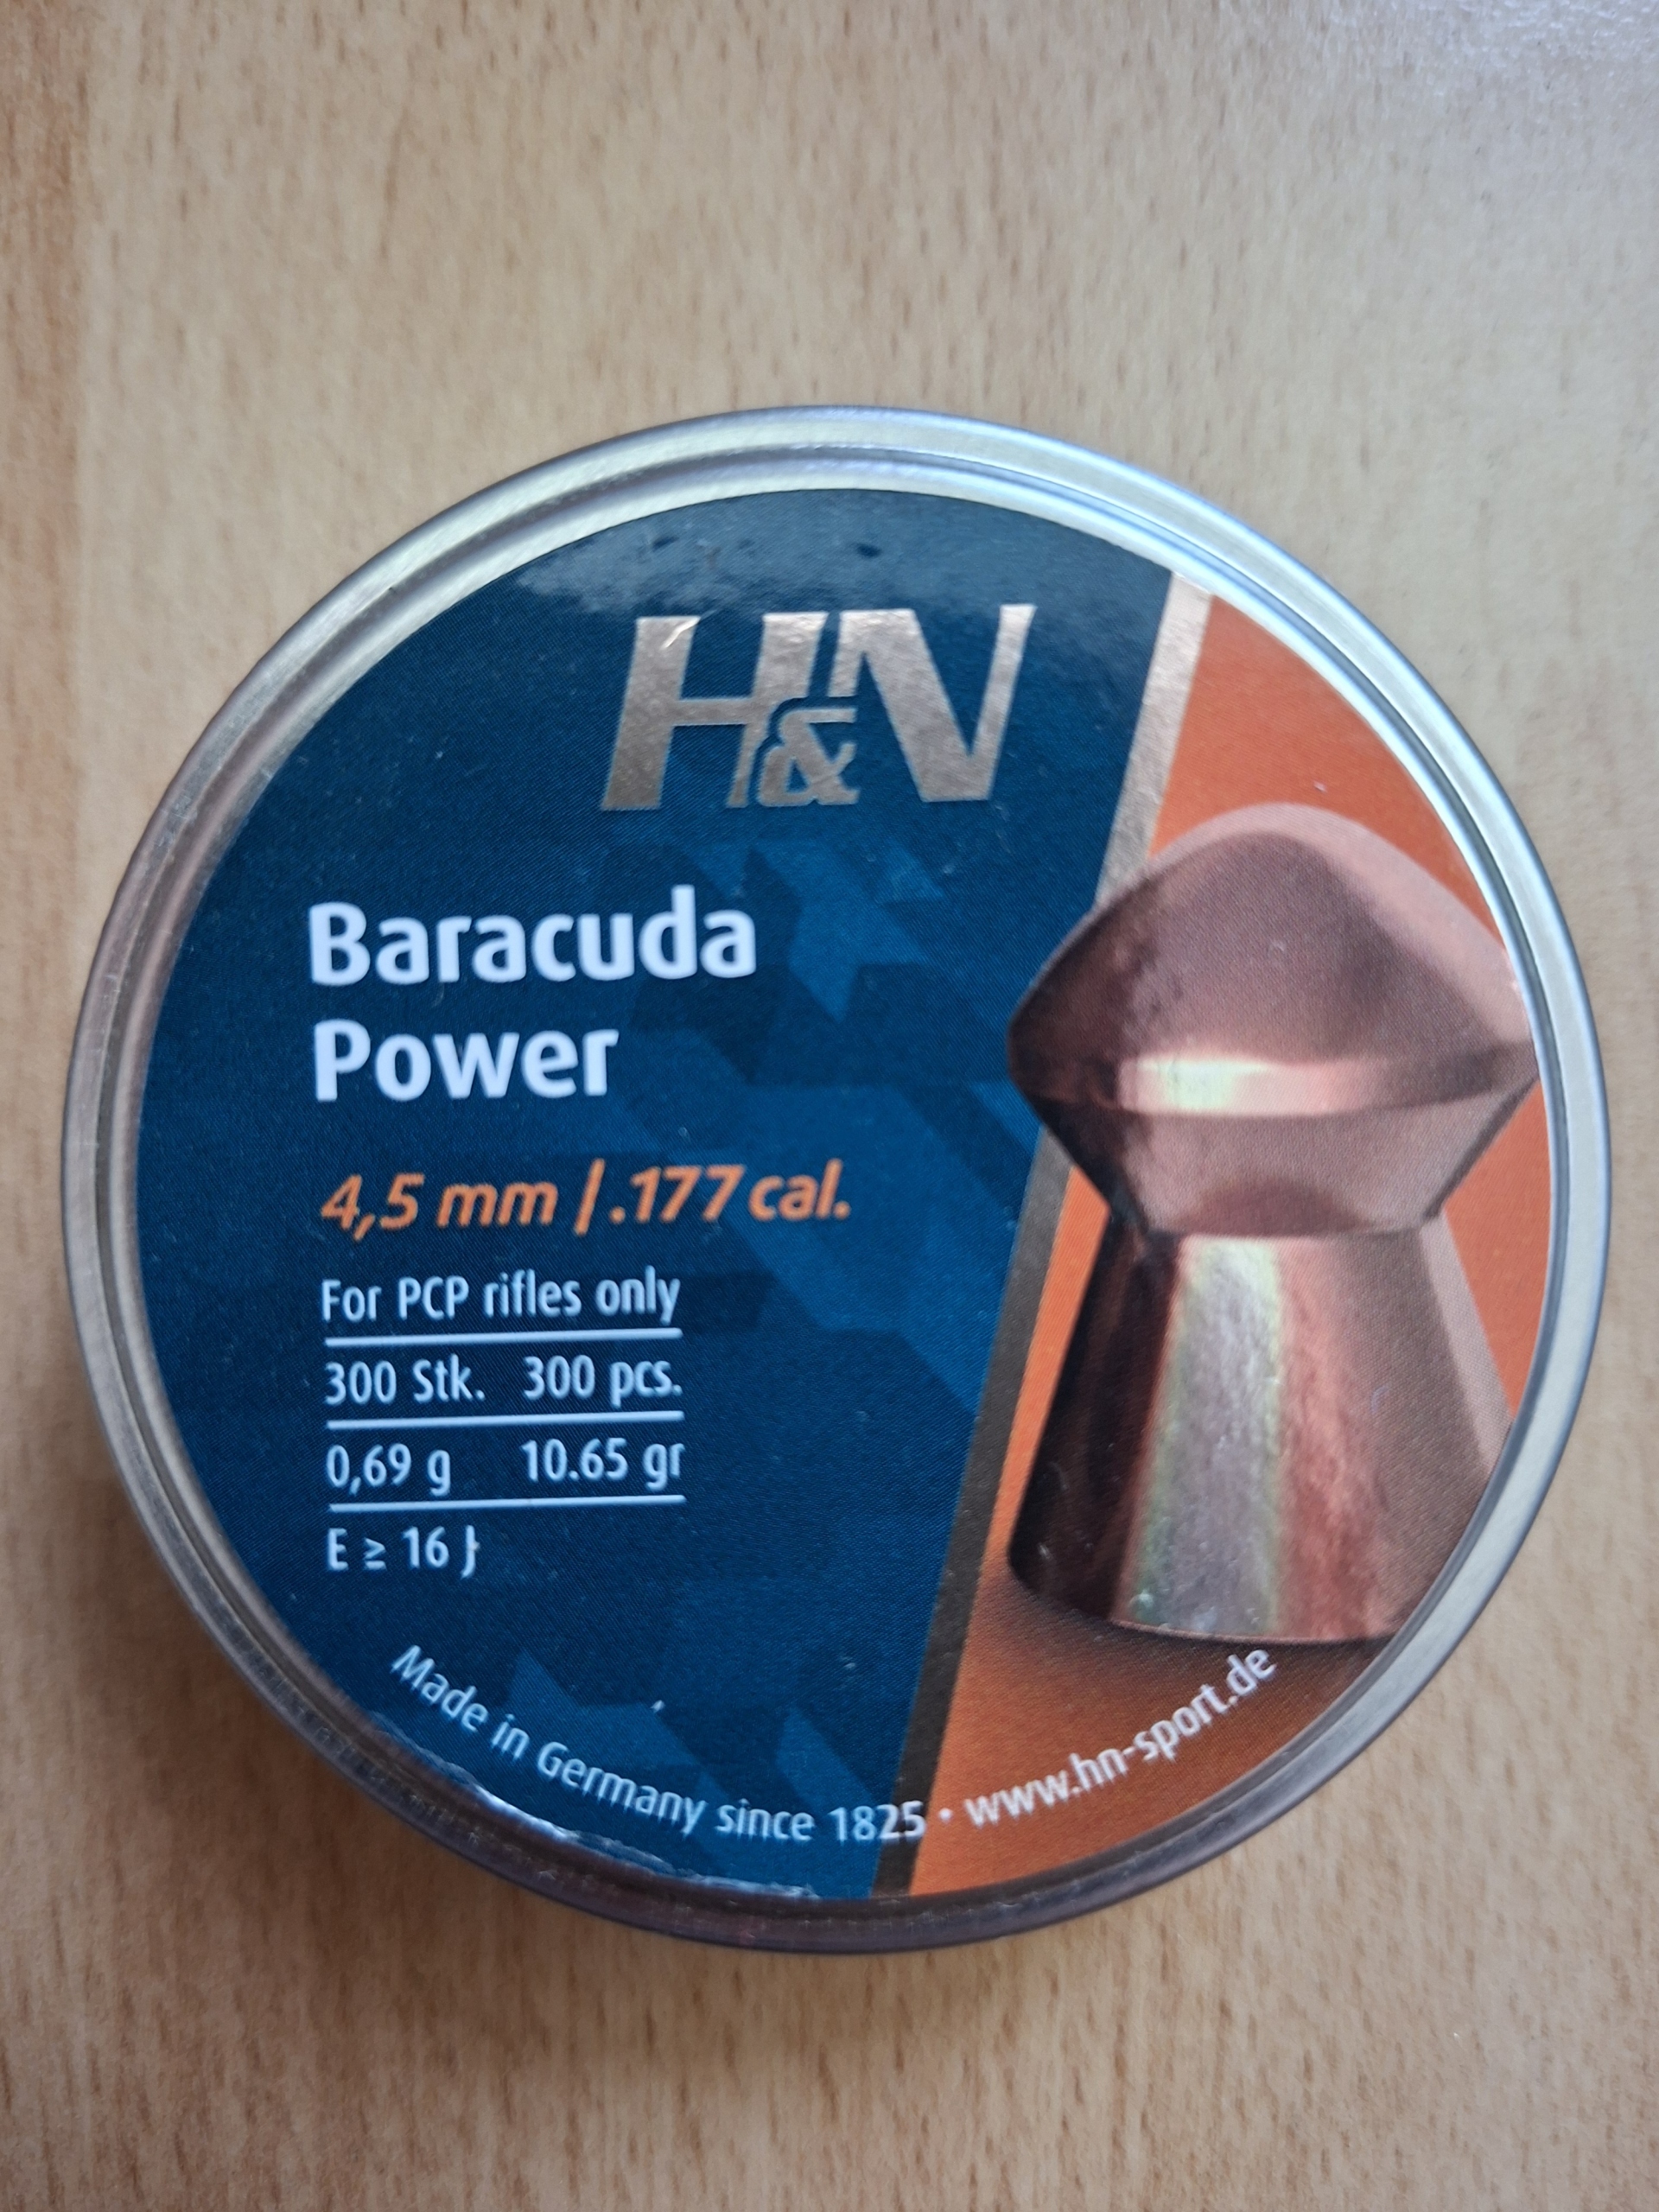 H&N
Baracuda
Power
4,5 mm / .177 cal.
For PCP rifles only
300 Stk. 300 pcs.
0,69 g 10.65 gr
E ≥ 16 J
Made in Germany since 1825 • www.hn-sport.de